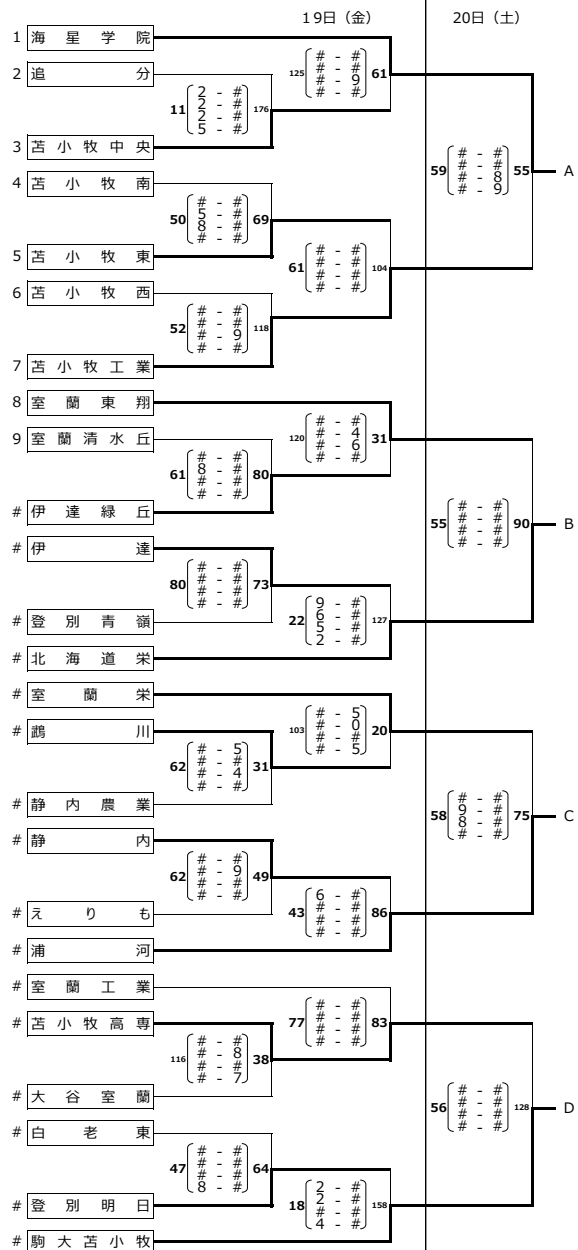 19日（金）
20日（土）
1 海星学院
125 # - # 61
# - #
# - 9
# - #
2 追分
11 2 - # 176
2 - #
2 - #
5 - #
3 苫小牧中央
59 # - # 55 A
# - #
# - 8
# - 9
4 苫小牧南
50 # - # 69
5 - #
8 - #
# - #
5 苫小牧東
61 # - # 104
# - #
# - #
# - #
6 苫小牧西
52 # - # 118
# - #
# - 9
# - #
7 苫小牧工業
8 室蘭東翔
120 # - # 31
# - 4
# - 6
# - #
9 室蘭清水丘
61 # - # 80
8 - #
# - #
# - #
# 伊達緑丘
55 # - # 90 B
# - #
# - #
# - #
# 伊達
80 # - # 73
# - #
# - #
# - #
22 9 - # 127
6 - #
5 - #
2 - #
# 登別青嶺
# 北海道栄
# 室蘭栄
103 # - 5 20
# - 0
# - #
# - 5
# 鵡川
62 # - 5 31
# - #
# - 4
# - #
# 静内農業
58 # - # 75 C
9 - #
8 - #
# - #
# 静内
62 # - # 49
# - 9
# - #
# - #
43 6 - # 86
# - #
# - #
# - #
# えりも
# 浦河
# 室蘭工業
77 # - # 83
# - #
# - #
# - #
# 苫小牧高専
116 # - # 38
# - 8
# - #
# - 7
# 大谷室蘭
56 # - # 128 D
# - #
# - #
# - #
# 白老東
47 # - # 64
# - #
# - #
8 - #
18 2 - # 158
2 - #
# - #
4 - #
# 登別明日
# 駒大苫小牧